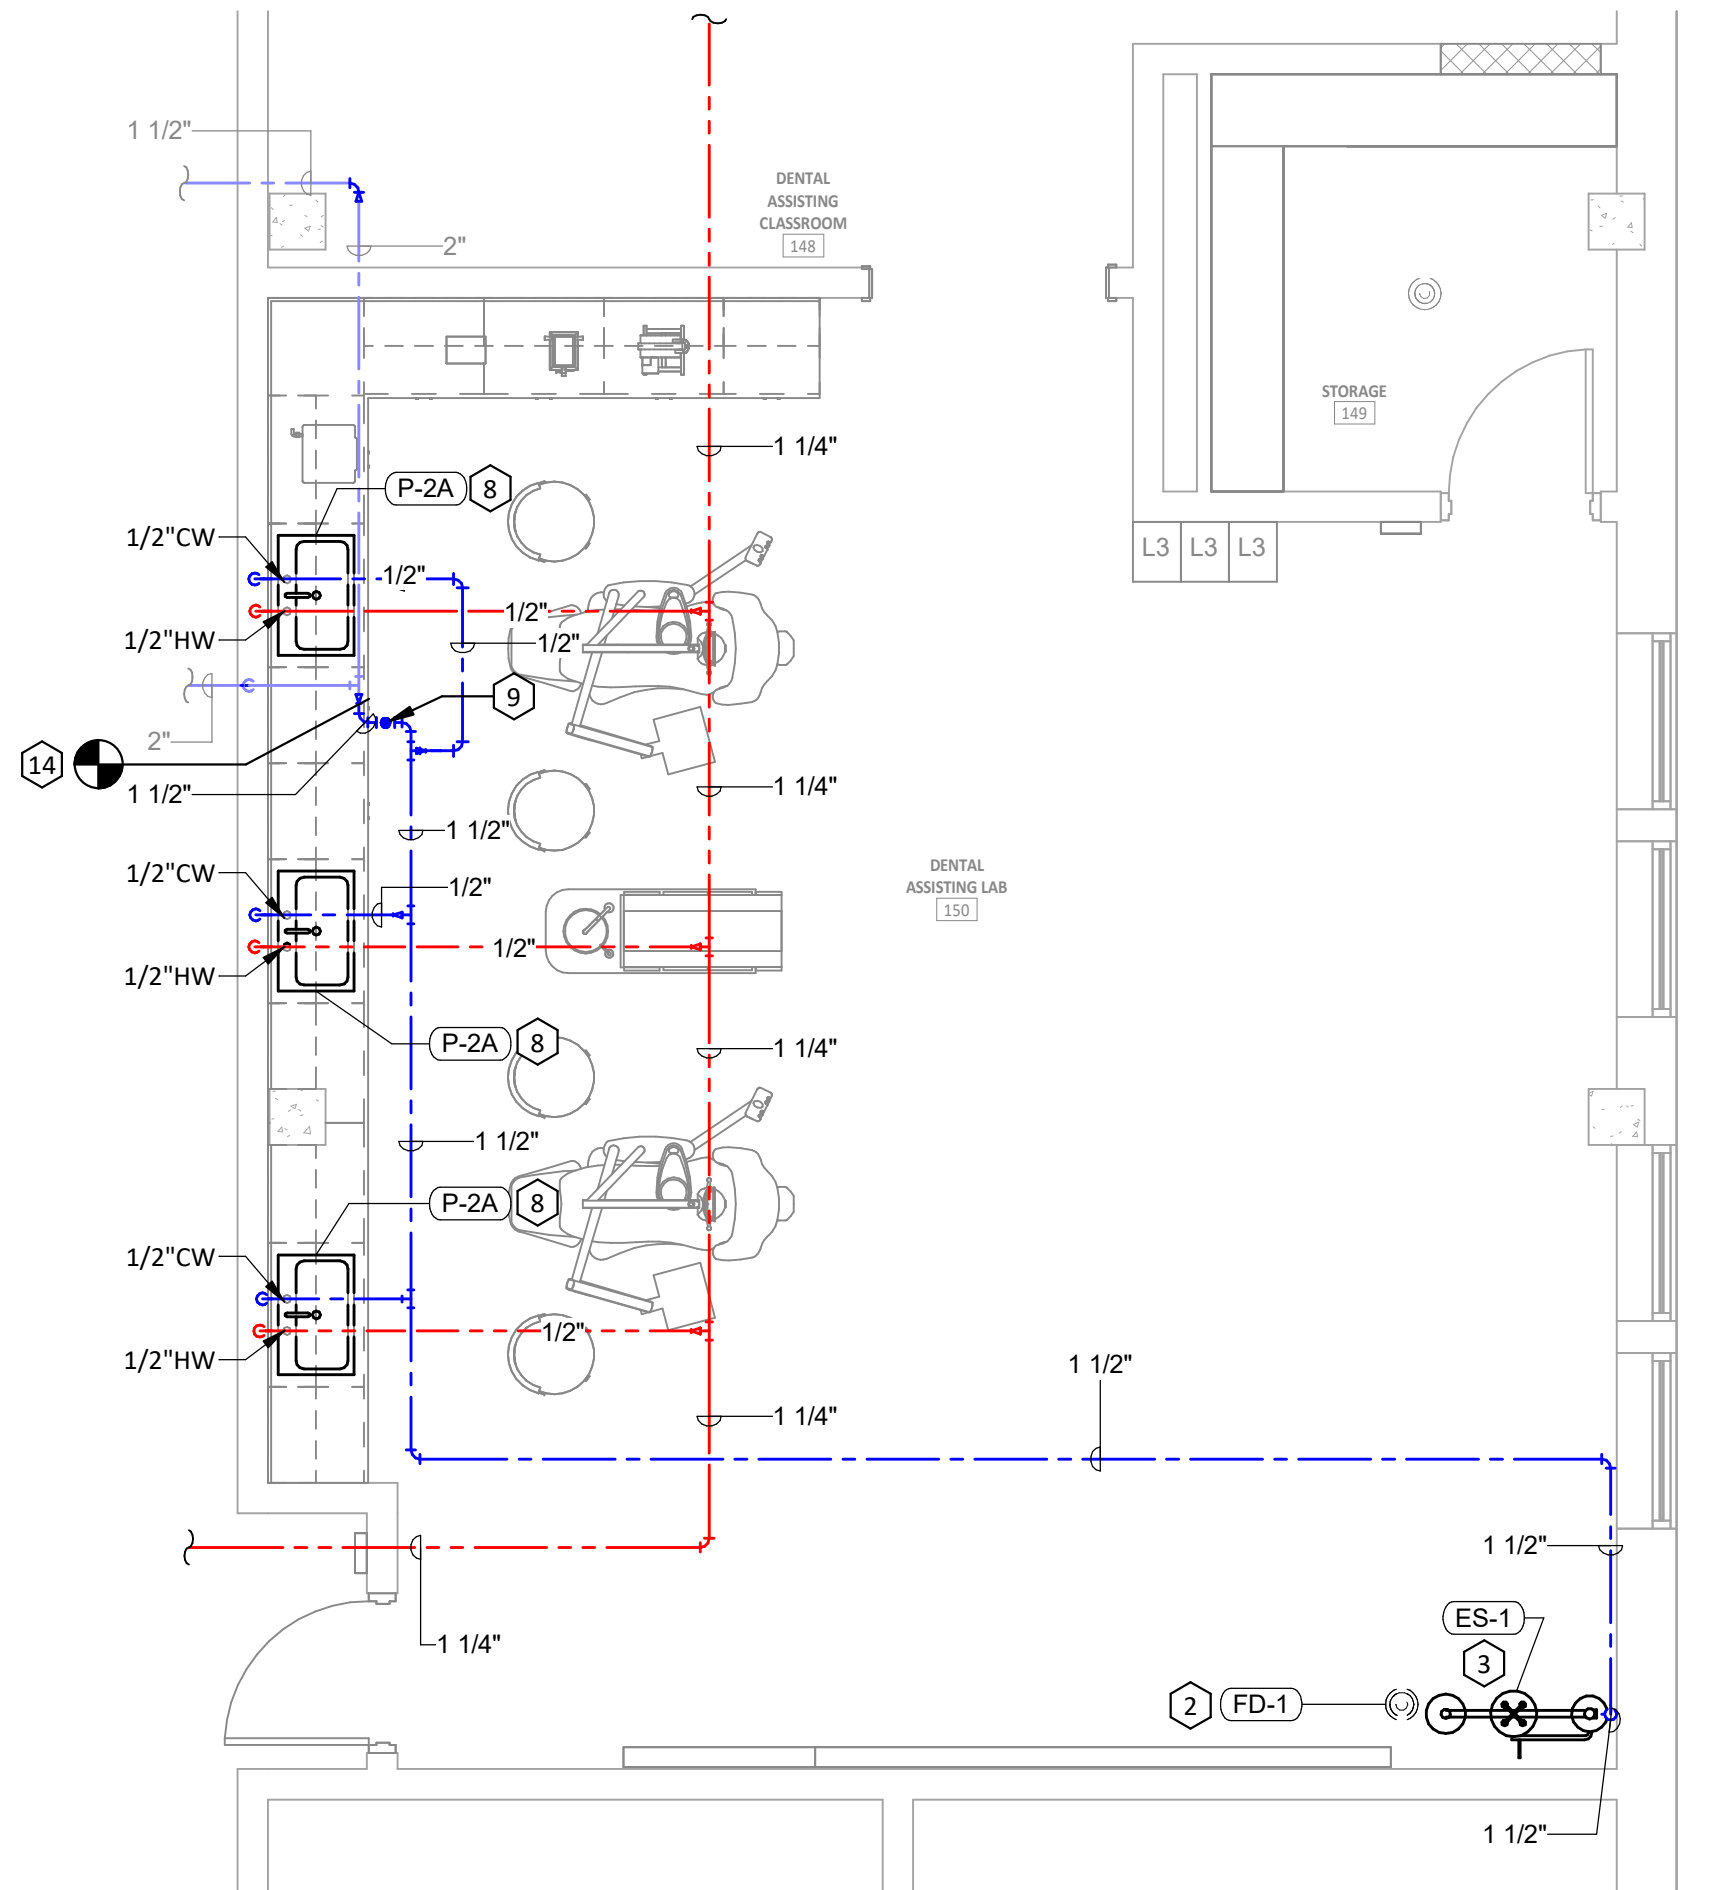 1 1/2"
DENTAL
ASSISTING
CLASSROOM
148
2"
STORAGE
149
1 1/4"
P-2A
8
1/2"CW
L3
L3
L3
1/2"
1/2"
1/2"HW
1/2"
9
2"
14
1 1/2"
1 1/4"
1 1/2"
1/2"CW
1/2"
DENTAL
ASSISTING LAB
150
1/2"
1/2"HW
P-2A
8
1 1/4"
1 1/2"
P-2A
8
1/2"CW
1/2"
1/2"HW
1 1/2"
1 1/4"
1 1/2"
1 1/4"
ES-1
3
2
FD-1
1 1/2"